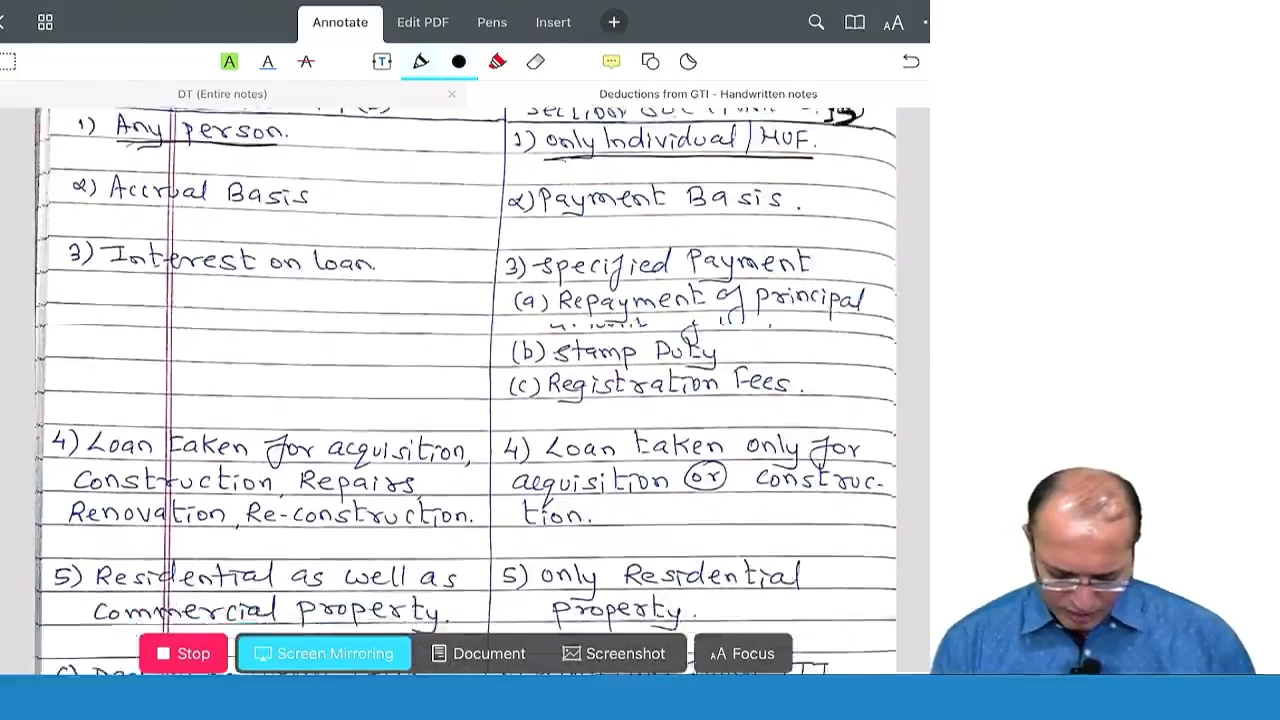 Annotate Edit PDF Pens Insert
AA
A A A T
DT (Entire notes)
Deductions from GTI - Handwritten notes
1) Any person.
1) only Individual / HUF.
2) Accrual Basis
2) Payment Basis.
3) Interest on loan.
3) specified Payment
(a) Repayment of principal
(b) stamp Duty
(c) Registration Fees.
4) Loan taken for acquisition,
Construction, Repairs,
Renovation, Re-construction.
4) Loan taken only for
acquisition or construc-
tion.
5) Residential as well as
commercial property.
5) only Residential
property.
Stop Screen Mirroring Document Screenshot AA Focus